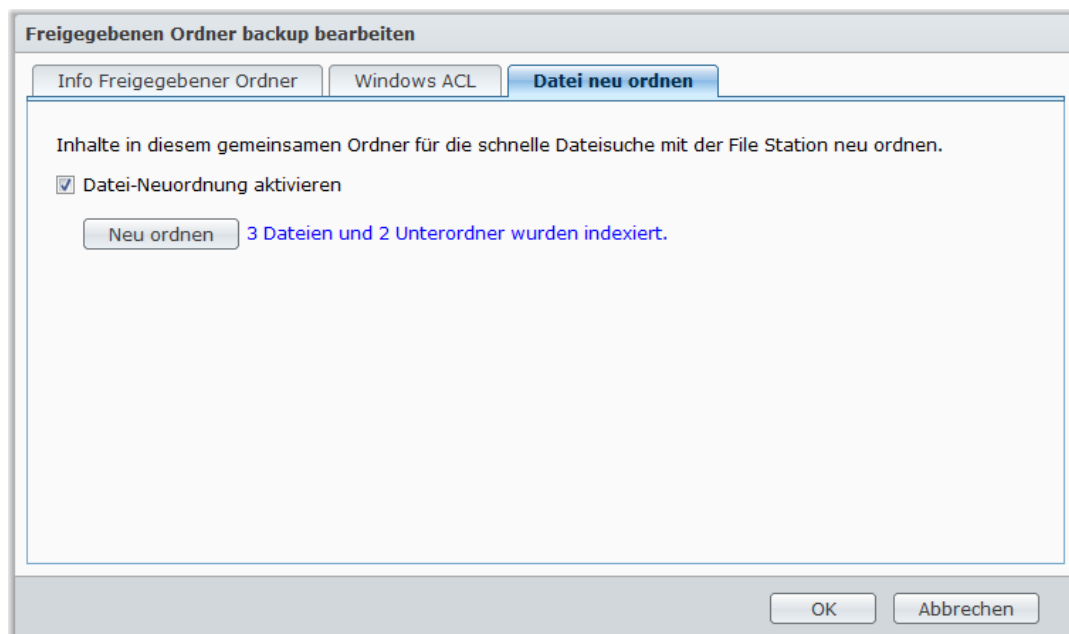 Freigegebenen Ordner backup bearbeiten
Info Freigegebener Ordner
Windows ACL
Datei neu ordnen
Inhalte in diesem gemeinsamen Ordner für die schnelle Dateisuche mit der File Station neu ordnen.
Datei-Neuordnung aktivieren
Neu ordnen 3 Dateien und 2 Unterordner wurden indexiert.
OK
Abbrechen